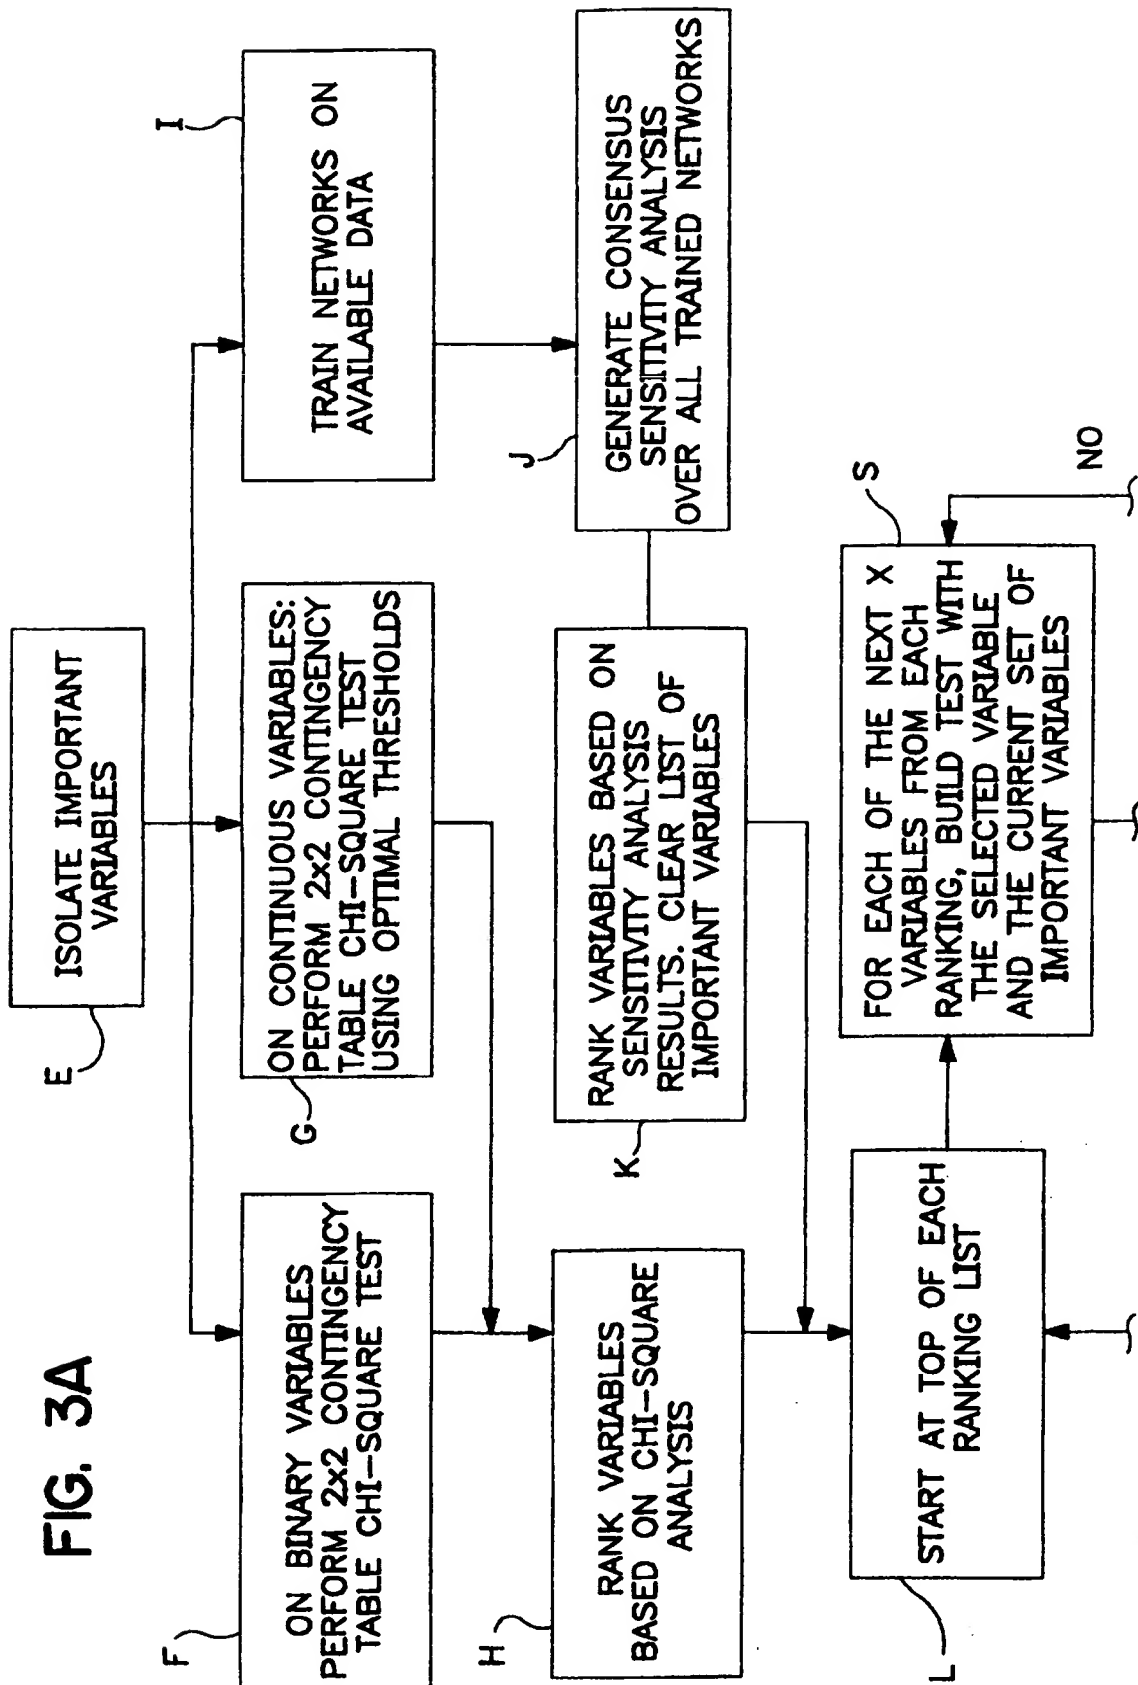 FIG. 3A
E
ISOLATE IMPORTANT
VARIABLES
F
ON BINARY VARIABLES
PERFORM 2x2 CONTINGENCY
TABLE CHI-SQUARE TEST
G
ON CONTINUOUS VARIABLES:
PERFORM 2x2 CONTINGENCY
TABLE CHI-SQUARE TEST
USING OPTIMAL THRESHOLDS
I
TRAIN NETWORKS ON
AVAILABLE DATA
H
RANK VARIABLES
BASED ON CHI-SQUARE
ANALYSIS
K
RANK VARIABLES BASED ON
SENSITIVITY ANALYSIS
RESULTS. CLEAR LIST OF
IMPORTANT VARIABLES
J
GENERATE CONSENSUS
SENSITIVITY ANALYSIS
OVER ALL TRAINED NETWORKS
L
START AT TOP OF EACH
RANKING LIST
S
FOR EACH OF THE NEXT X
VARIABLES FROM EACH
RANKING, BUILD TEST WITH
THE SELECTED VARIABLE
AND THE CURRENT SET OF
IMPORTANT VARIABLES
NO